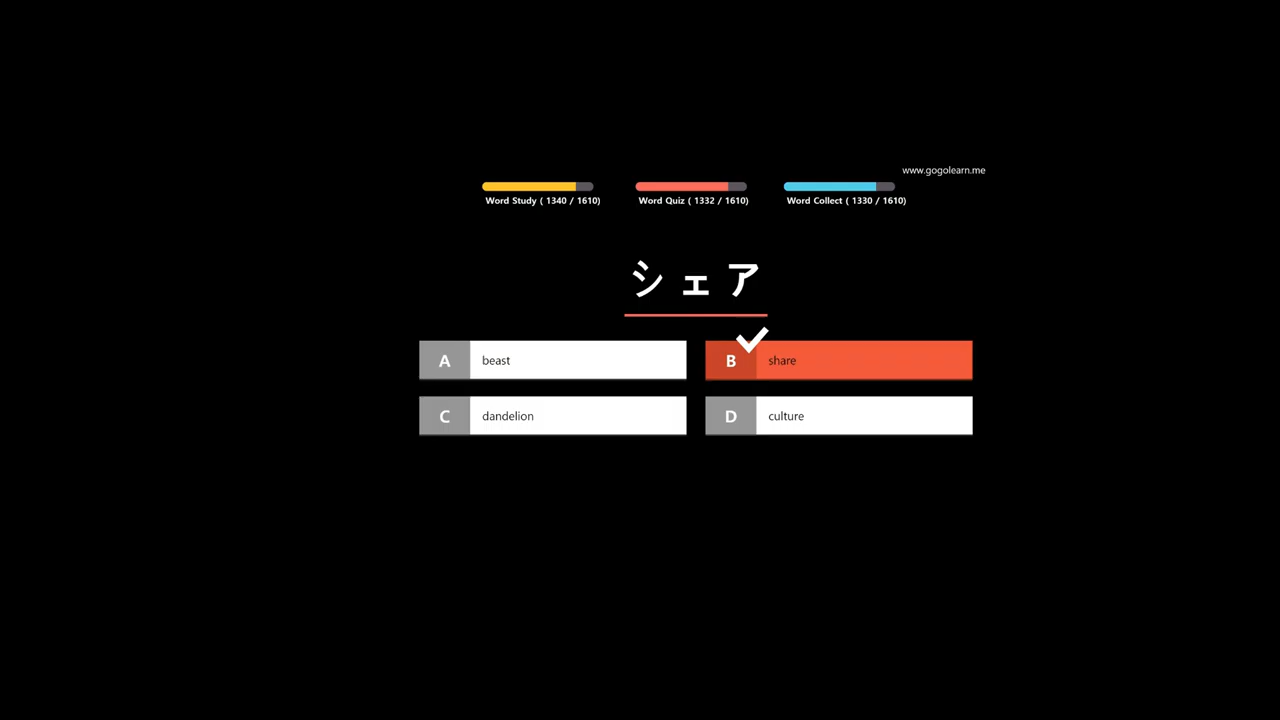 www.gogolearn.me
Word Study ( 1340 / 1610)
Word Quiz ( 1332 / 1610)
Word Collect ( 1330 / 1610)
シェア
A beast
B share
C dandelion
D culture